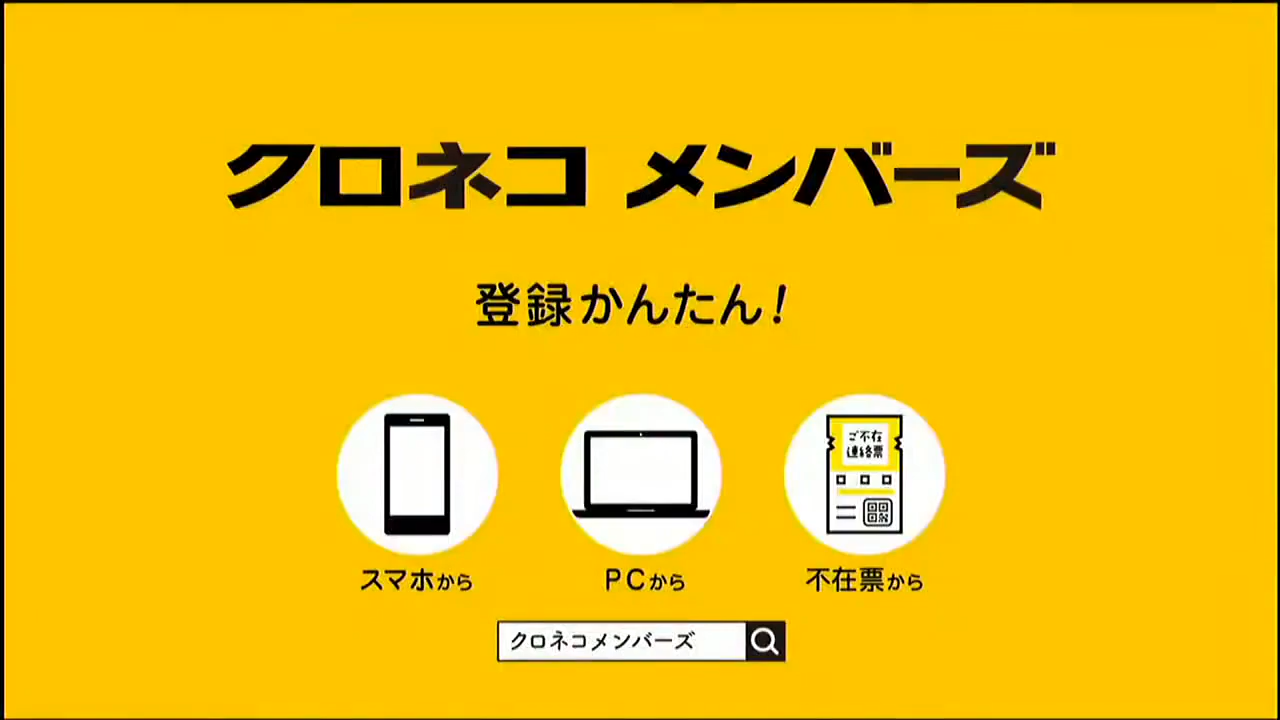 クロネコ メンバーズ
登録かんたん!
ご不在
連絡票
スマホから
PCから
不在票から
クロネコメンバーズ